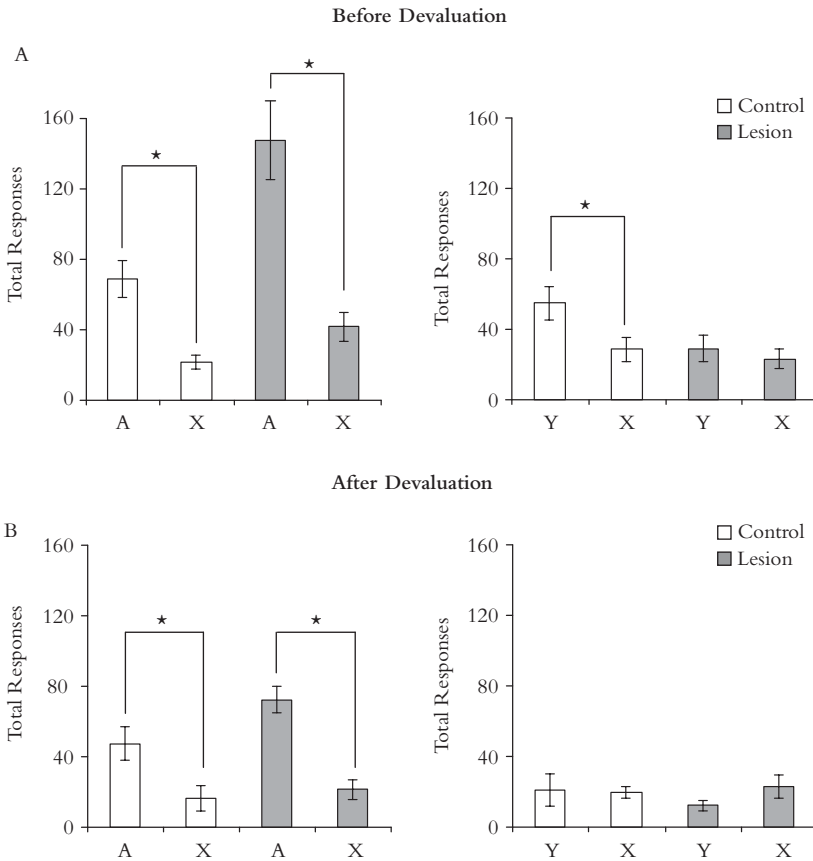 Before Devaluation
A
Total Responses
160
120
80
40
0
A X A X
Total Responses
160
120
80
40
0
Y X Y X
Control
Lesion
After Devaluation
B
Total Responses
160
120
80
40
0
A X A X
Total Responses
160
120
80
40
0
Y X Y X
Control
Lesion